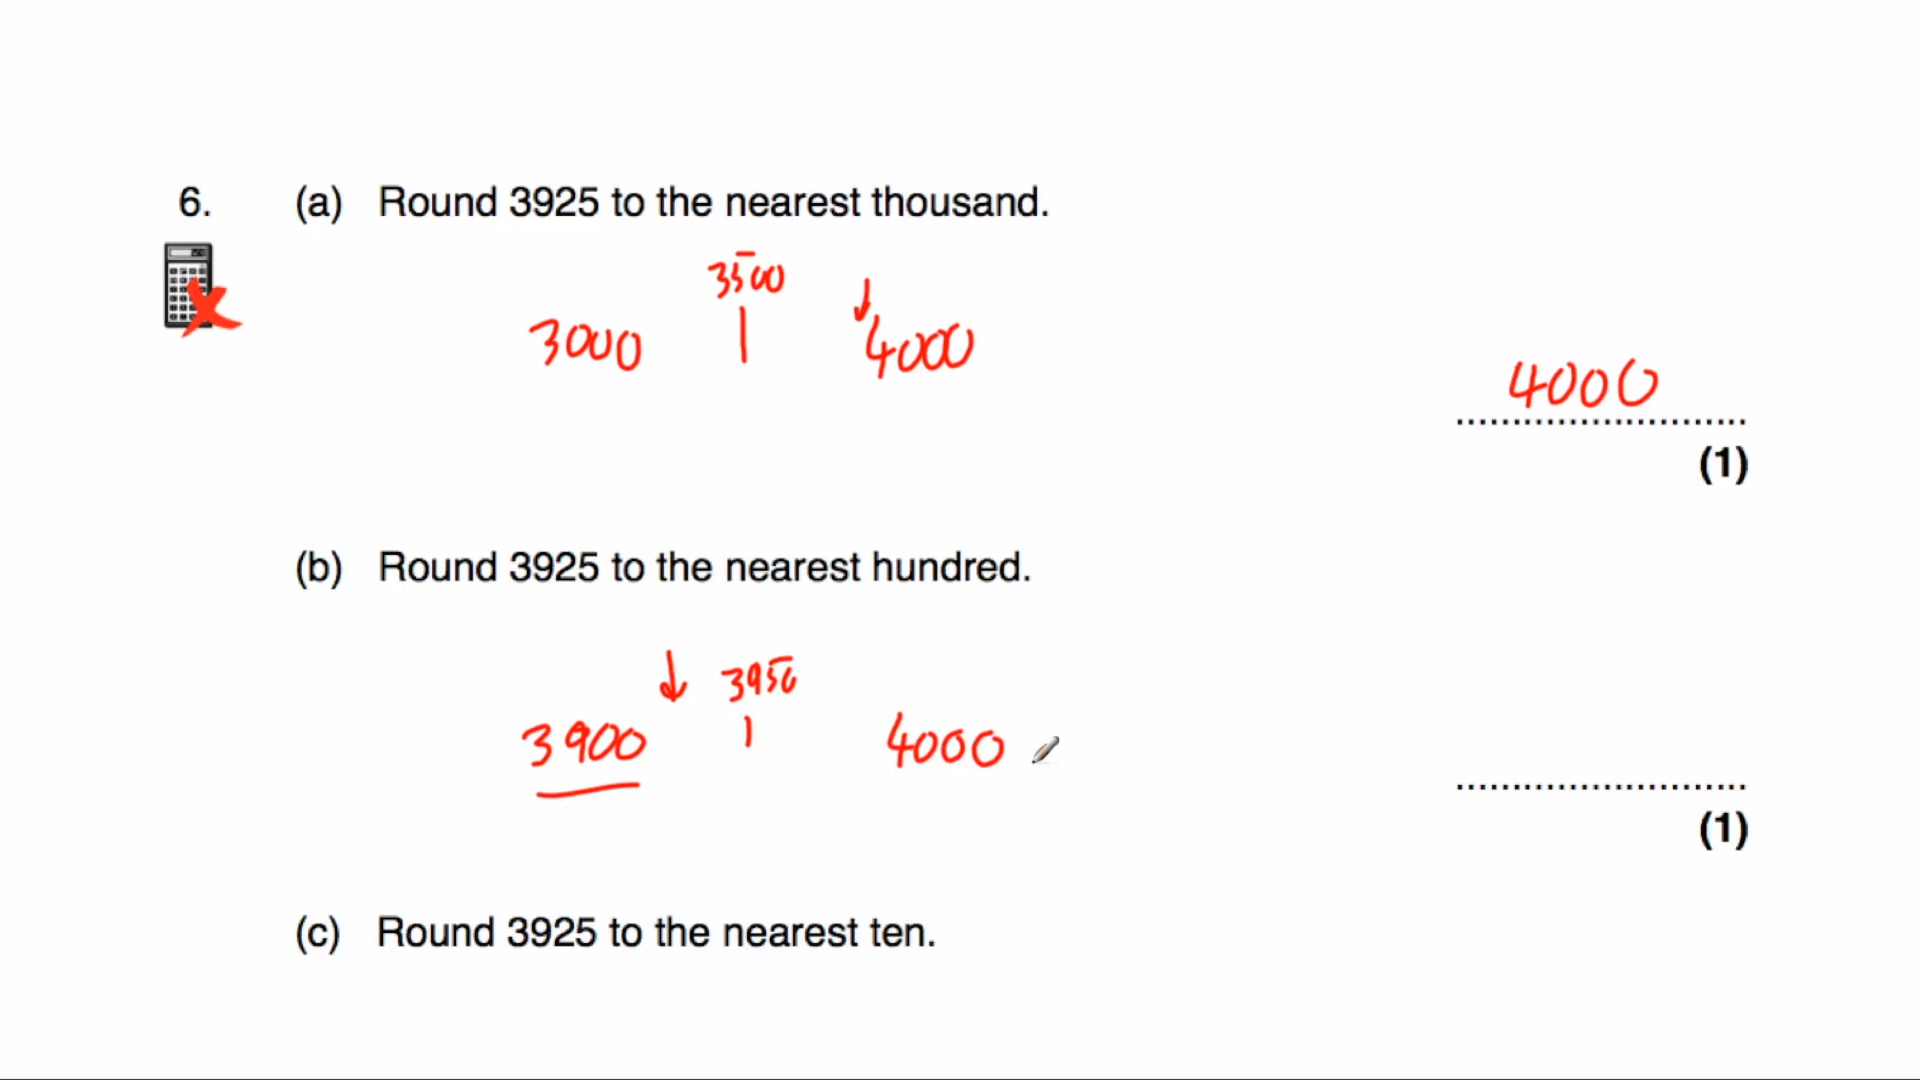 6. (a) Round 3925 to the nearest thousand.
3500
3000 4000
4000
(1)
(b) Round 3925 to the nearest hundred.
3950
3900 4000
(1)
(c) Round 3925 to the nearest ten.